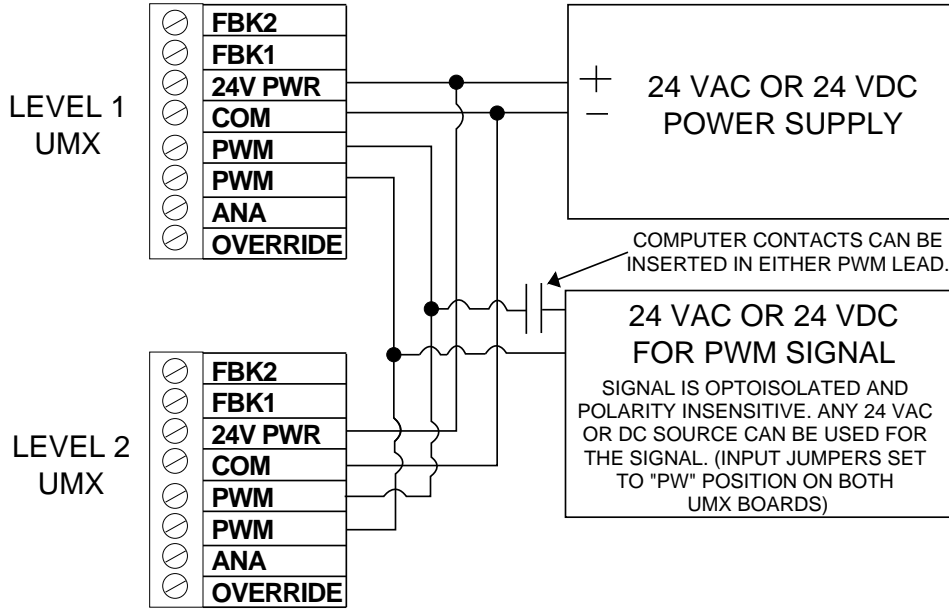 LEVEL 1
UMX
FBK2
FBK1
24V PWR
COM
PWM
PWM
ANA
OVERRIDE
+
−
24 VAC OR 24 VDC
POWER SUPPLY
COMPUTER CONTACTS CAN BE
INSERTED IN EITHER PWM LEAD.
LEVEL 2
UMX
FBK2
FBK1
24V PWR
COM
PWM
PWM
ANA
OVERRIDE
24 VAC OR 24 VDC
FOR PWM SIGNAL
SIGNAL IS OPTOISOLATED AND
POLARITY INSENSITIVE. ANY 24 VAC
OR DC SOURCE CAN BE USED FOR
THE SIGNAL. (INPUT JUMPERS SET
TO "PW" POSITION ON BOTH
UMX BOARDS)